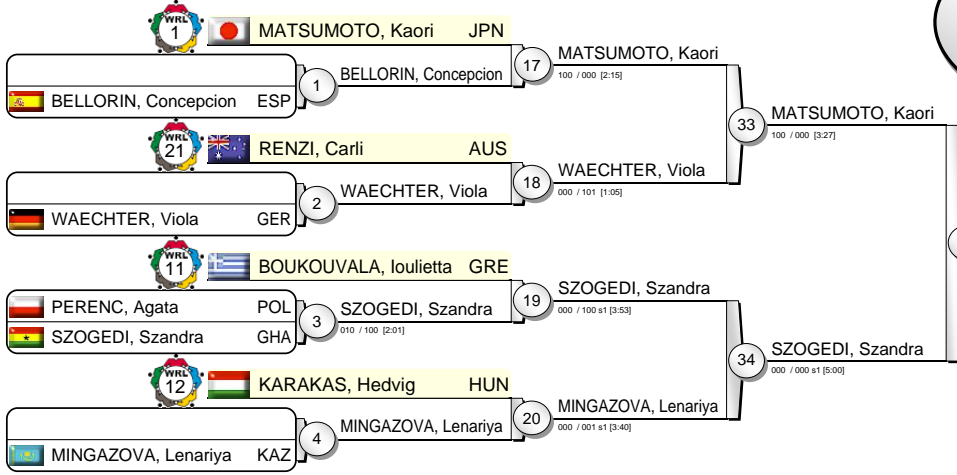 WRL
1
MATSUMOTO, Kaori JPN
BELLORIN, Concepcion ESP
1
BELLORIN, Concepcion
17
MATSUMOTO, Kaori
100 / 000 [2:15]
WRL
21
RENZI, Carli AUS
WAECHTER, Viola GER
2
WAECHTER, Viola
18
WAECHTER, Viola
000 / 101 [1:05]
33
MATSUMOTO, Kaori
100 / 000 [3:27]
WRL
11
BOUKOUVALA, Ioulietta GRE
PERENC, Agata POL
SZOGEDI, Szandra GHA
3
SZOGEDI, Szandra
010 / 100 [2:01]
19
SZOGEDI, Szandra
000 / 100 s1 [3:53]
WRL
12
KARAKAS, Hedvig HUN
MINGAZOVA, Lenariya KAZ
4
MINGAZOVA, Lenariya
20
MINGAZOVA, Lenariya
000 / 001 s1 [3:40]
34
SZOGEDI, Szandra
000 / 000 s1 [5:00]